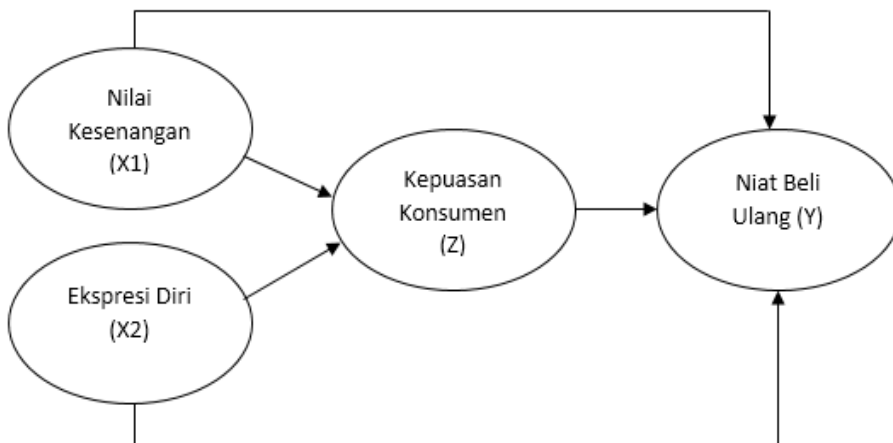 Nilai
Kesenangan
(X1)
Kepuasan
Konsumen
(Z)
Niat Beli
Ulang (Y)
Ekspresi Diri
(X2)